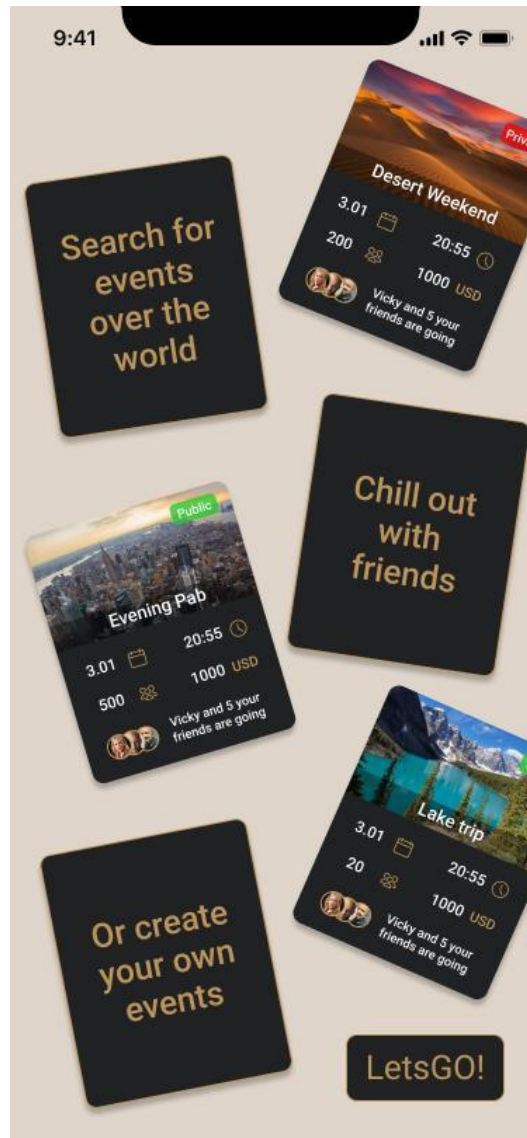 9:41
Search for
events
over the
world
Desert Weekend
3.01
20:55
200
1000 USD
Vicky and 5 your
friends are going
Chill out
with
friends
Public
Evening Pab
3.01
20:55
500
1000 USD
Vicky and 5 your
friends are going
Lake trip
3.01
20:55
20
1000 USD
Vicky and 5 your
friends are going
Or create
your own
events
LetsGO!